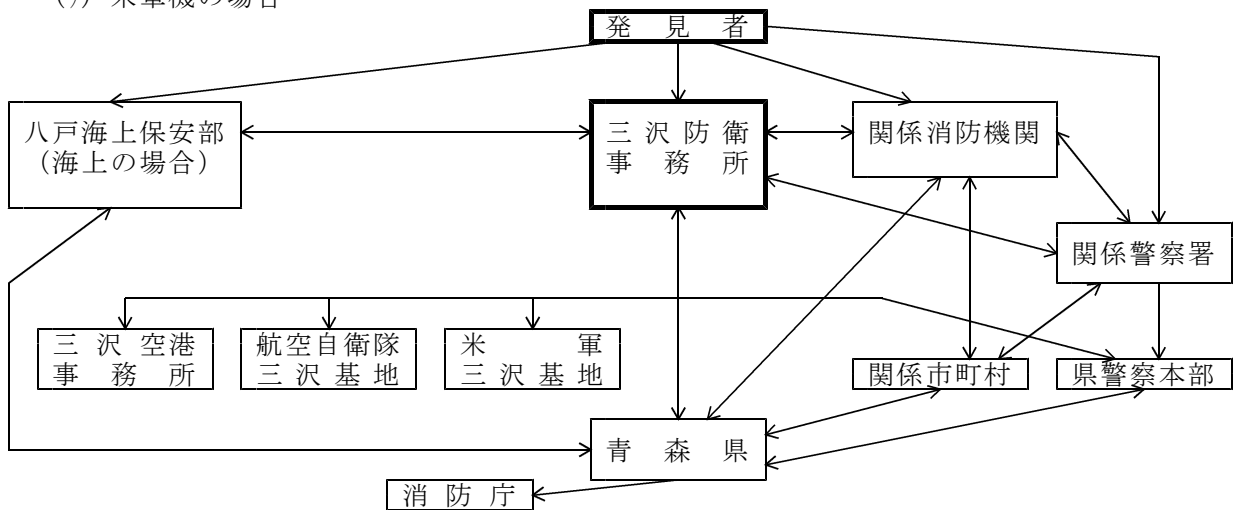 米軍機の場合
発見者
八戸海上保安部
（海上の場合）
三沢防衛
事務所
関係消防機関
関係警察署
三沢空港
事務所
航空自衛隊
三沢基地
米軍
三沢基地
関係市町村
県警察本部
青森県
消防庁